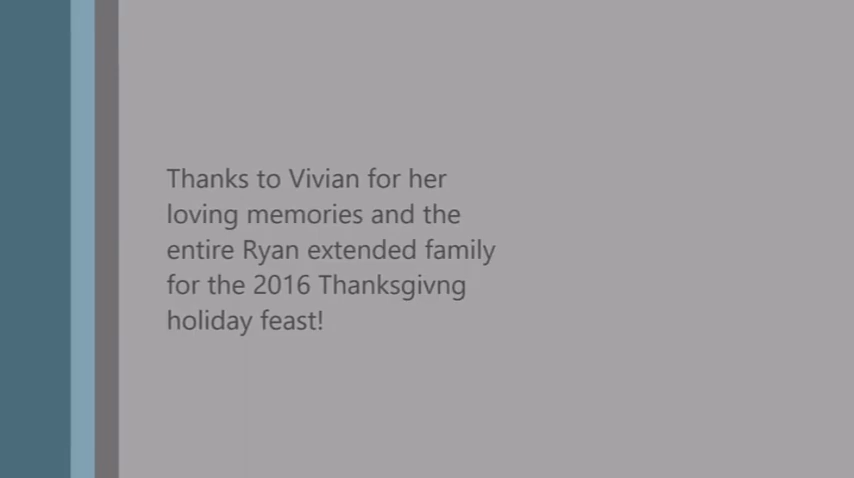 Thanks to Vivian for her
loving memories and the
entire Ryan extended family
for the 2016 Thanksgivng
holiday feast!